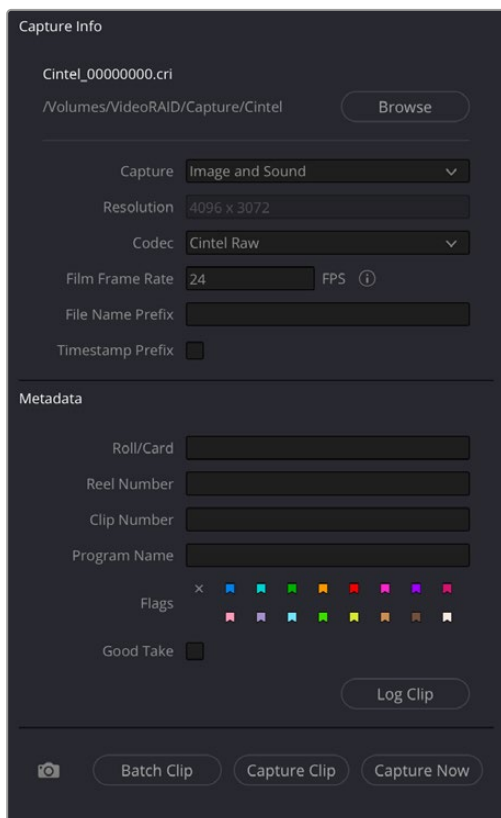 Capture Info
Cintel_00000000.cri
/Volumes/VideoRAID/Capture/Cintel
Browse
Capture
Image and Sound
Resolution
4096 x 3072
Codec
Cintel Raw
Film Frame Rate
24
FPS
File Name Prefix
Timestamp Prefix
Metadata
Roll/Card
Reel Number
Clip Number
Program Name
Flags
Good Take
Log Clip
Batch Clip
Capture Clip
Capture Now